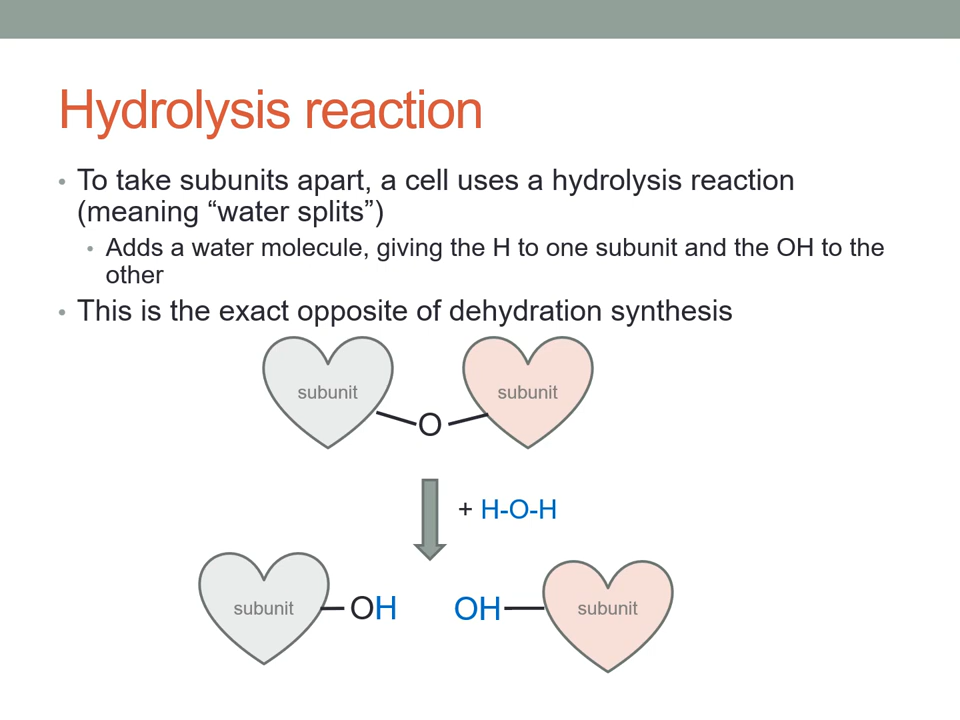 Hydrolysis reaction
• To take subunits apart, a cell uses a hydrolysis reaction
(meaning “water splits”)
• Adds a water molecule, giving the H to one subunit and the OH to the
other
• This is the exact opposite of dehydration synthesis
subunit
subunit
O
+ H-O-H
subunit
OH
OH
subunit